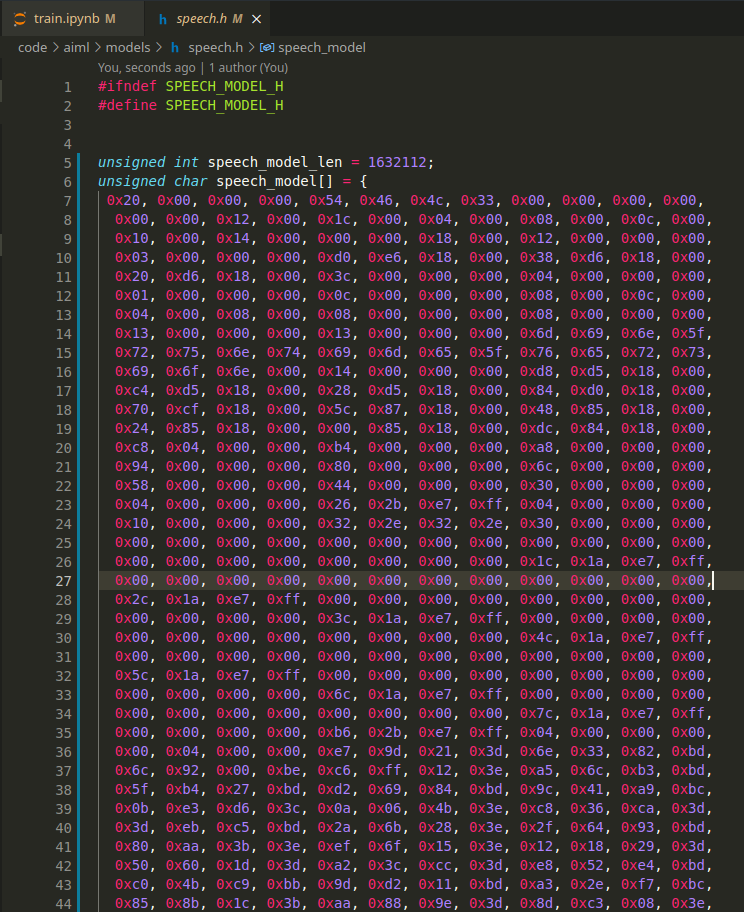 train.ipynb M
h speech.h M ×
code > aiml > models > h speech.h > speech_model
You, seconds ago | 1 author (You)
1 #ifndef SPEECH_MODEL_H
2 #define SPEECH_MODEL_H
3
4
5 unsigned int speech_model_len = 1632112;
6 unsigned char speech_model[] = {
7 0x20, 0x00, 0x00, 0x00, 0x54, 0x46, 0x4c, 0x33, 0x00, 0x00, 0x00, 0x00,
8 0x00, 0x00, 0x12, 0x00, 0x1c, 0x00, 0x04, 0x00, 0x08, 0x00, 0x0c, 0x00,
9 0x10, 0x00, 0x14, 0x00, 0x00, 0x00, 0x18, 0x00, 0x12, 0x00, 0x00, 0x00,
10 0x03, 0x00, 0x00, 0x00, 0xd0, 0xe6, 0x18, 0x00, 0x38, 0xd6, 0x18, 0x00,
11 0x20, 0xd6, 0x18, 0x00, 0x3c, 0x00, 0x00, 0x00, 0x04, 0x00, 0x00, 0x00,
12 0x01, 0x00, 0x00, 0x00, 0x0c, 0x00, 0x00, 0x00, 0x08, 0x00, 0x0c, 0x00,
13 0x04, 0x00, 0x08, 0x00, 0x08, 0x00, 0x00, 0x00, 0x08, 0x00, 0x00, 0x00,
14 0x13, 0x00, 0x00, 0x00, 0x13, 0x00, 0x00, 0x00, 0x6d, 0x69, 0x6e, 0x5f,
15 0x72, 0x75, 0x6e, 0x74, 0x69, 0x6d, 0x65, 0x5f, 0x76, 0x65, 0x72, 0x73,
16 0x69, 0x6f, 0x6e, 0x00, 0x14, 0x00, 0x00, 0x00, 0xd8, 0xd5, 0x18, 0x00,
17 0xc4, 0xd5, 0x18, 0x00, 0x28, 0xd5, 0x18, 0x00, 0x84, 0xd0, 0x18, 0x00,
18 0x70, 0xcf, 0x18, 0x00, 0x5c, 0x87, 0x18, 0x00, 0x48, 0x85, 0x18, 0x00,
19 0x24, 0x85, 0x18, 0x00, 0x00, 0x85, 0x18, 0x00, 0xdc, 0x84, 0x18, 0x00,
20 0xc8, 0x04, 0x00, 0x00, 0xb4, 0x00, 0x00, 0x00, 0xa8, 0x00, 0x00, 0x00,
21 0x94, 0x00, 0x00, 0x00, 0x80, 0x00, 0x00, 0x00, 0x6c, 0x00, 0x00, 0x00,
22 0x58, 0x00, 0x00, 0x00, 0x44, 0x00, 0x00, 0x00, 0x30, 0x00, 0x00, 0x00,
23 0x04, 0x00, 0x00, 0x00, 0x26, 0x2b, 0xe7, 0xff, 0x04, 0x00, 0x00, 0x00,
24 0x10, 0x00, 0x00, 0x00, 0x32, 0x2e, 0x32, 0x2e, 0x30, 0x00, 0x00, 0x00,
25 0x00, 0x00, 0x00, 0x00, 0x00, 0x00, 0x00, 0x00, 0x00, 0x00, 0x00, 0x00,
26 0x00, 0x00, 0x00, 0x00, 0x00, 0x00, 0x00, 0x00, 0x1c, 0x1a, 0xe7, 0xff,
27 0x00, 0x00, 0x00, 0x00, 0x00, 0x00, 0x00, 0x00, 0x00, 0x00, 0x00, 0x00,
28 0x2c, 0x1a, 0xe7, 0xff, 0x00, 0x00, 0x00, 0x00, 0x00, 0x00, 0x00, 0x00,
29 0x00, 0x00, 0x00, 0x00, 0x3c, 0x1a, 0xe7, 0xff, 0x00, 0x00, 0x00, 0x00,
30 0x00, 0x00, 0x00, 0x00, 0x00, 0x00, 0x00, 0x00, 0x4c, 0x1a, 0xe7, 0xff,
31 0x00, 0x00, 0x00, 0x00, 0x00, 0x00, 0x00, 0x00, 0x00, 0x00, 0x00, 0x00,
32 0x5c, 0x1a, 0xe7, 0xff, 0x00, 0x00, 0x00, 0x00, 0x00, 0x00, 0x00, 0x00,
33 0x00, 0x00, 0x00, 0x00, 0x6c, 0x1a, 0xe7, 0xff, 0x00, 0x00, 0x00, 0x00,
34 0x00, 0x00, 0x00, 0x00, 0x00, 0x00, 0x00, 0x00, 0x7c, 0x1a, 0xe7, 0xff,
35 0x00, 0x00, 0x00, 0x00, 0xb6, 0x2b, 0xe7, 0xff, 0x04, 0x00, 0x00, 0x00,
36 0x00, 0x04, 0x00, 0x00, 0xe7, 0x9d, 0x21, 0x3d, 0x6e, 0x33, 0x82, 0xbd,
37 0x6c, 0x92, 0x00, 0xbe, 0xc6, 0xff, 0x12, 0x3e, 0xa5, 0x6c, 0xb3, 0xbd,
38 0x5f, 0xb4, 0x27, 0xbd, 0xd2, 0x69, 0x84, 0xbd, 0x9c, 0x41, 0xa9, 0xbc,
39 0x0b, 0xe3, 0xd6, 0x3c, 0x0a, 0x06, 0x4b, 0x3e, 0xc8, 0x36, 0xca, 0x3d,
40 0x3d, 0xeb, 0xc5, 0xbd, 0x2a, 0x6b, 0x28, 0x3e, 0x2f, 0x64, 0x93, 0xbd,
41 0x80, 0xaa, 0x3b, 0x3e, 0xef, 0x6f, 0x15, 0x3e, 0x12, 0x18, 0x29, 0x3d,
42 0x50, 0x60, 0x1d, 0x3d, 0xa2, 0x3c, 0xcc, 0x3d, 0xe8, 0x52, 0xe4, 0xbd,
43 0xc0, 0x4b, 0xc9, 0xbb, 0x9d, 0xd2, 0x11, 0xbd, 0xa3, 0x2e, 0xf7, 0xbc,
44 0x85, 0x8b, 0x1c, 0x3b, 0xaa, 0x88, 0x9e, 0x3d, 0x8d, 0xc3, 0x08, 0x3e,